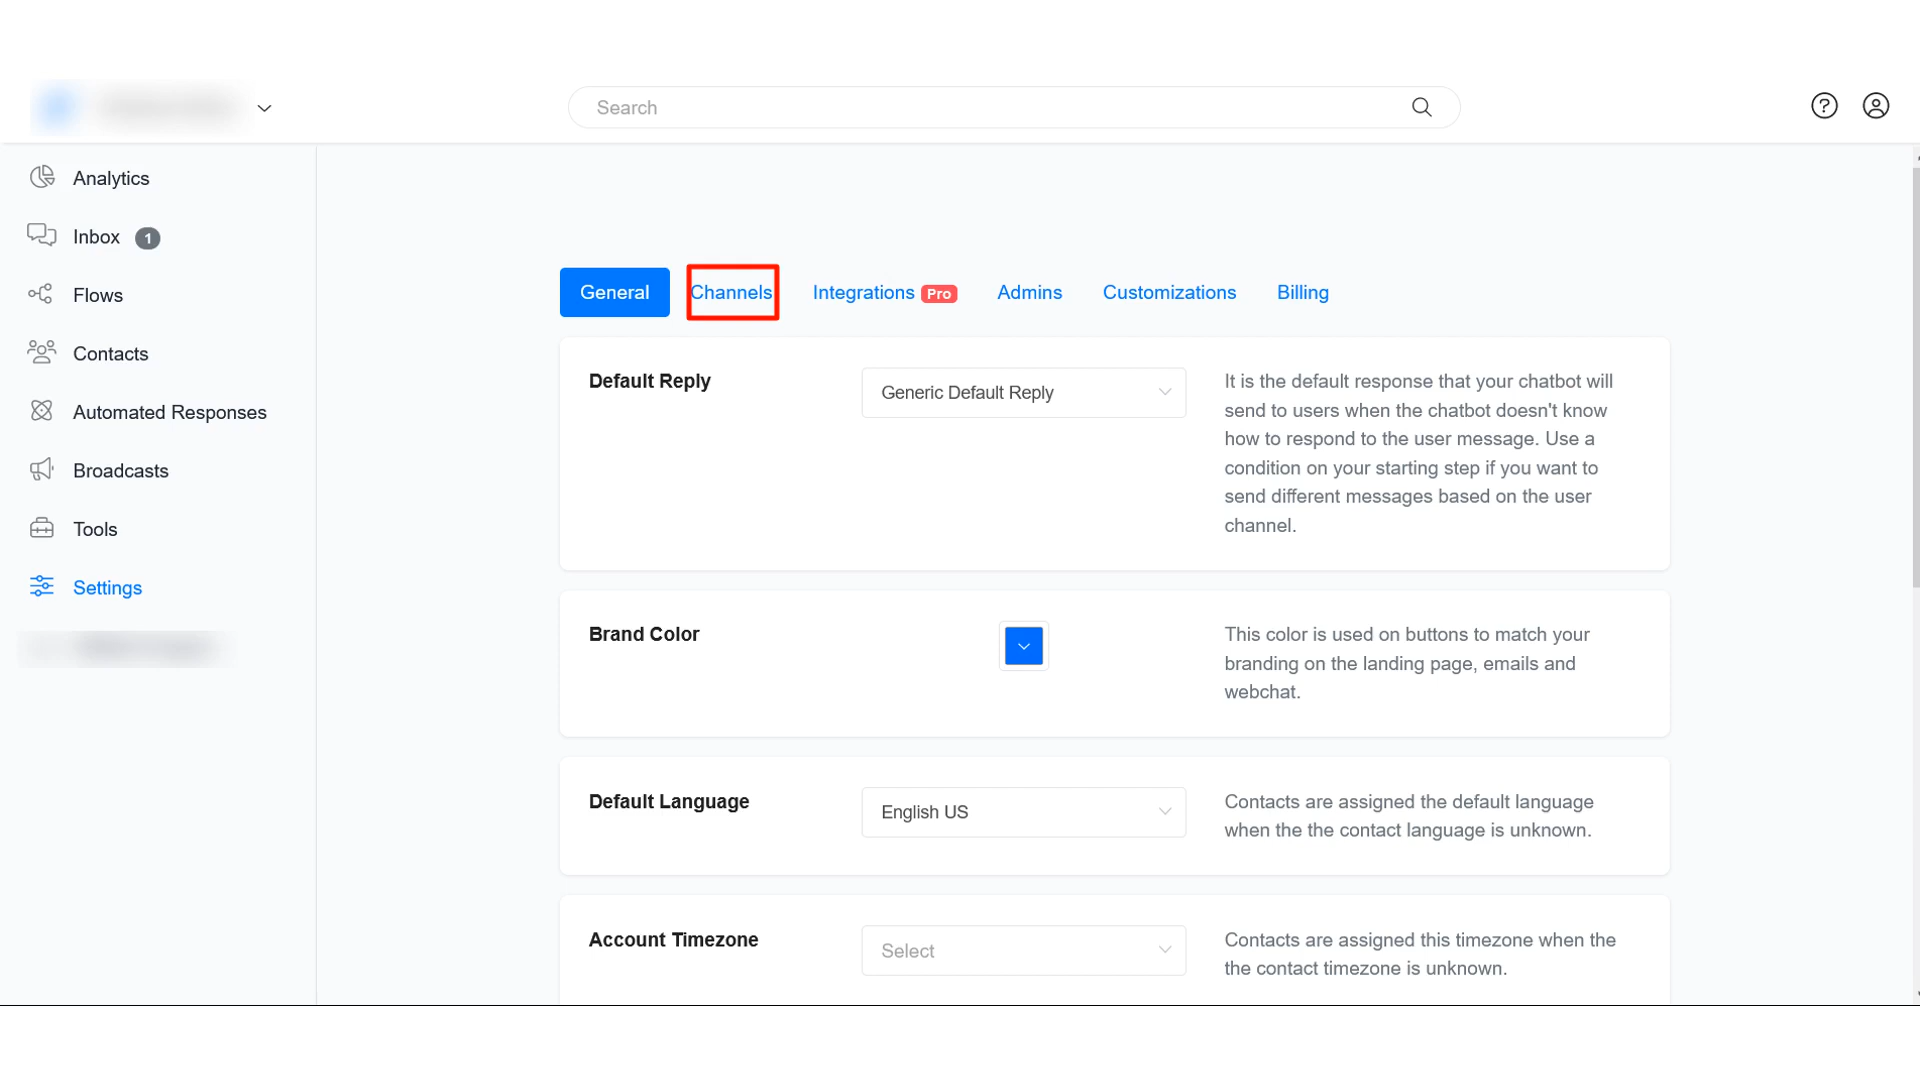 Search
?
Analytics
Inbox 1
Flows
Contacts
Automated Responses
Broadcasts
Tools
Settings
General Channels Integrations Pro Admins Customizations Billing
Default Reply
Generic Default Reply
It is the default response that your chatbot will
send to users when the chatbot doesn't know
how to respond to the user message. Use a
condition on your starting step if you want to
send different messages based on the user
channel.
Brand Color
This color is used on buttons to match your
branding on the landing page, emails and
webchat.
Default Language
English US
Contacts are assigned the default language
when the the contact language is unknown.
Account Timezone
Select
Contacts are assigned this timezone when the
the contact timezone is unknown.